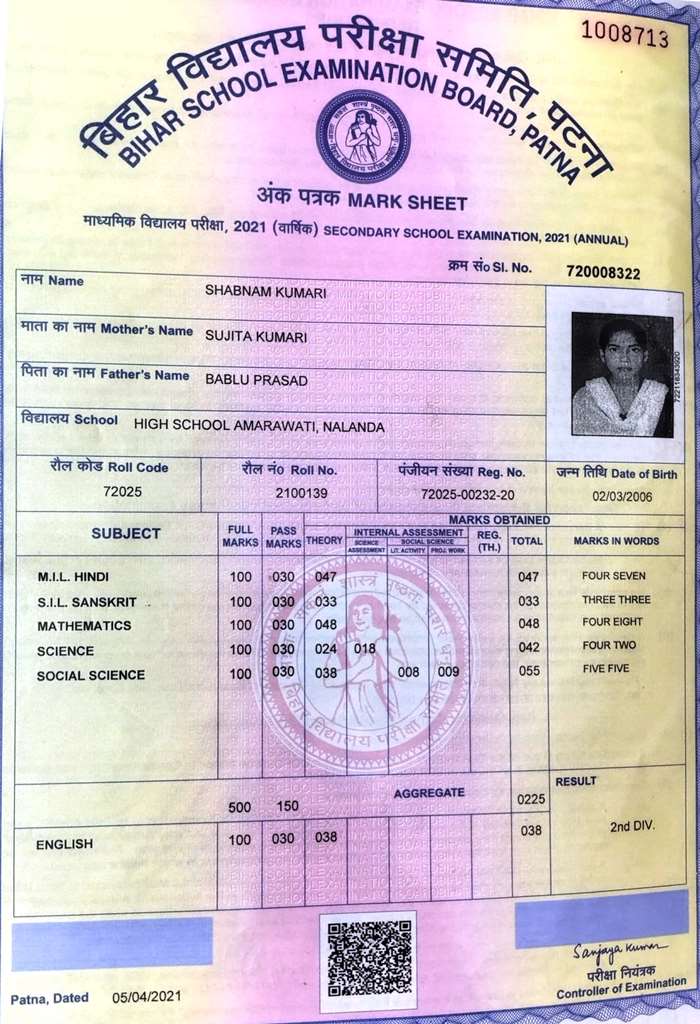 1008713
बिहार विद्यालय परीक्षा समिति, पटना
BIHAR SCHOOL EXAMINATION BOARD, PATNA
अंक पत्रक MARK SHEET
माध्यमिक विद्यालय परीक्षा, 2021 (वार्षिक) SECONDARY SCHOOL EXAMINATION, 2021 (ANNUAL)
क्रम सं० Sl. No. 720008322
नाम Name SHABNAM KUMARI
माता का नाम Mother's Name SUJITA KUMARI
पिता का नाम Father's Name BABLU PRASAD
विद्यालय School HIGH SCHOOL AMARAWATI, NALANDA
722118343920
रौल कोड Roll Code रौल नं० Roll No. पंजीयन संख्या Reg. No. जन्म तिथि Date of Birth
72025 2100139 72025-00232-20 02/03/2006
SUBJECT FULL MARKS PASS MARKS THEORY MARKS OBTAINED INTERNAL ASSESSMENT SCIENCE ASSESSMENT SOCIAL SCIENCE LIT. ACTIVITY PROJ. WORK REG. (TH.) TOTAL MARKS IN WORDS
M.I.L. HINDI 100 030 047 047 FOUR SEVEN
S.I.L. SANSKRIT 100 030 033 033 THREE THREE
MATHEMATICS 100 030 048 048 FOUR EIGHT
SCIENCE 100 030 024 018 042 FOUR TWO
SOCIAL SCIENCE 100 030 038 008 009 055 FIVE FIVE
बिहार विद्यालय परीक्षा समिति
500 150 AGGREGATE 0225 RESULT
ENGLISH 100 030 038 038 2nd DIV.
Sanjaya Kumar
परीक्षा नियंत्रक
Controller of Examination
Patna, Dated 05/04/2021